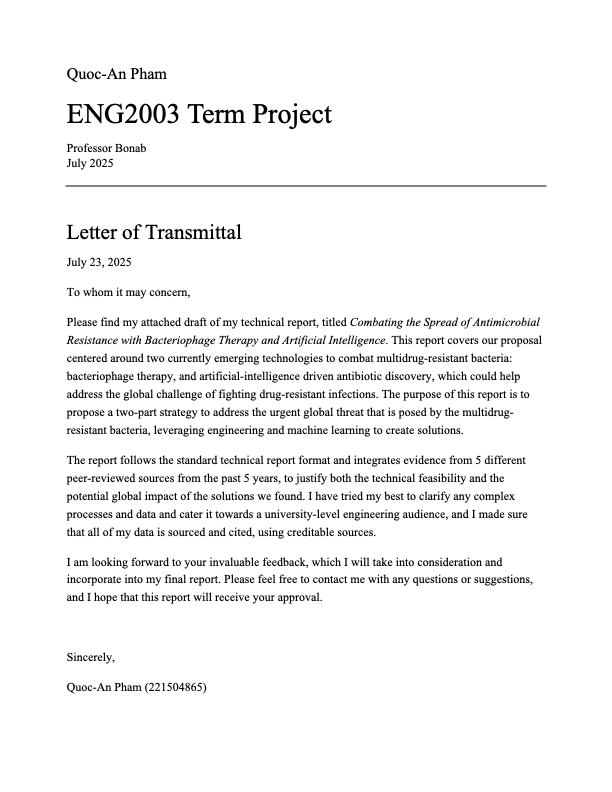 Quoc-An Pham
ENG2003 Term Project
Professor Bonab
July 2025
Letter of Transmittal
July 23, 2025
To whom it may concern,
Please find my attached draft of my technical report, titled Combating the Spread of Antimicrobial
Resistance with Bacteriophage Therapy and Artificial Intelligence. This report covers our proposal
centered around two currently emerging technologies to combat multidrug-resistant bacteria:
bacteriophage therapy, and artificial-intelligence driven antibiotic discovery, which could help
address the global challenge of fighting drug-resistant infections. The purpose of this report is to
propose a two-part strategy to address the urgent global threat that is posed by the multidrug-
resistant bacteria, leveraging engineering and machine learning to create solutions.
The report follows the standard technical report format and integrates evidence from 5 different
peer-reviewed sources from the past 5 years, to justify both the technical feasibility and the
potential global impact of the solutions we found. I have tried my best to clarify any complex
processes and data and cater it towards a university-level engineering audience, and I made sure
that all of my data is sourced and cited, using creditable sources.
I am looking forward to your invaluable feedback, which I will take into consideration and
incorporate into my final report. Please feel free to contact me with any questions or suggestions,
and I hope that this report will receive your approval.
Sincerely,
Quoc-An Pham (221504865)